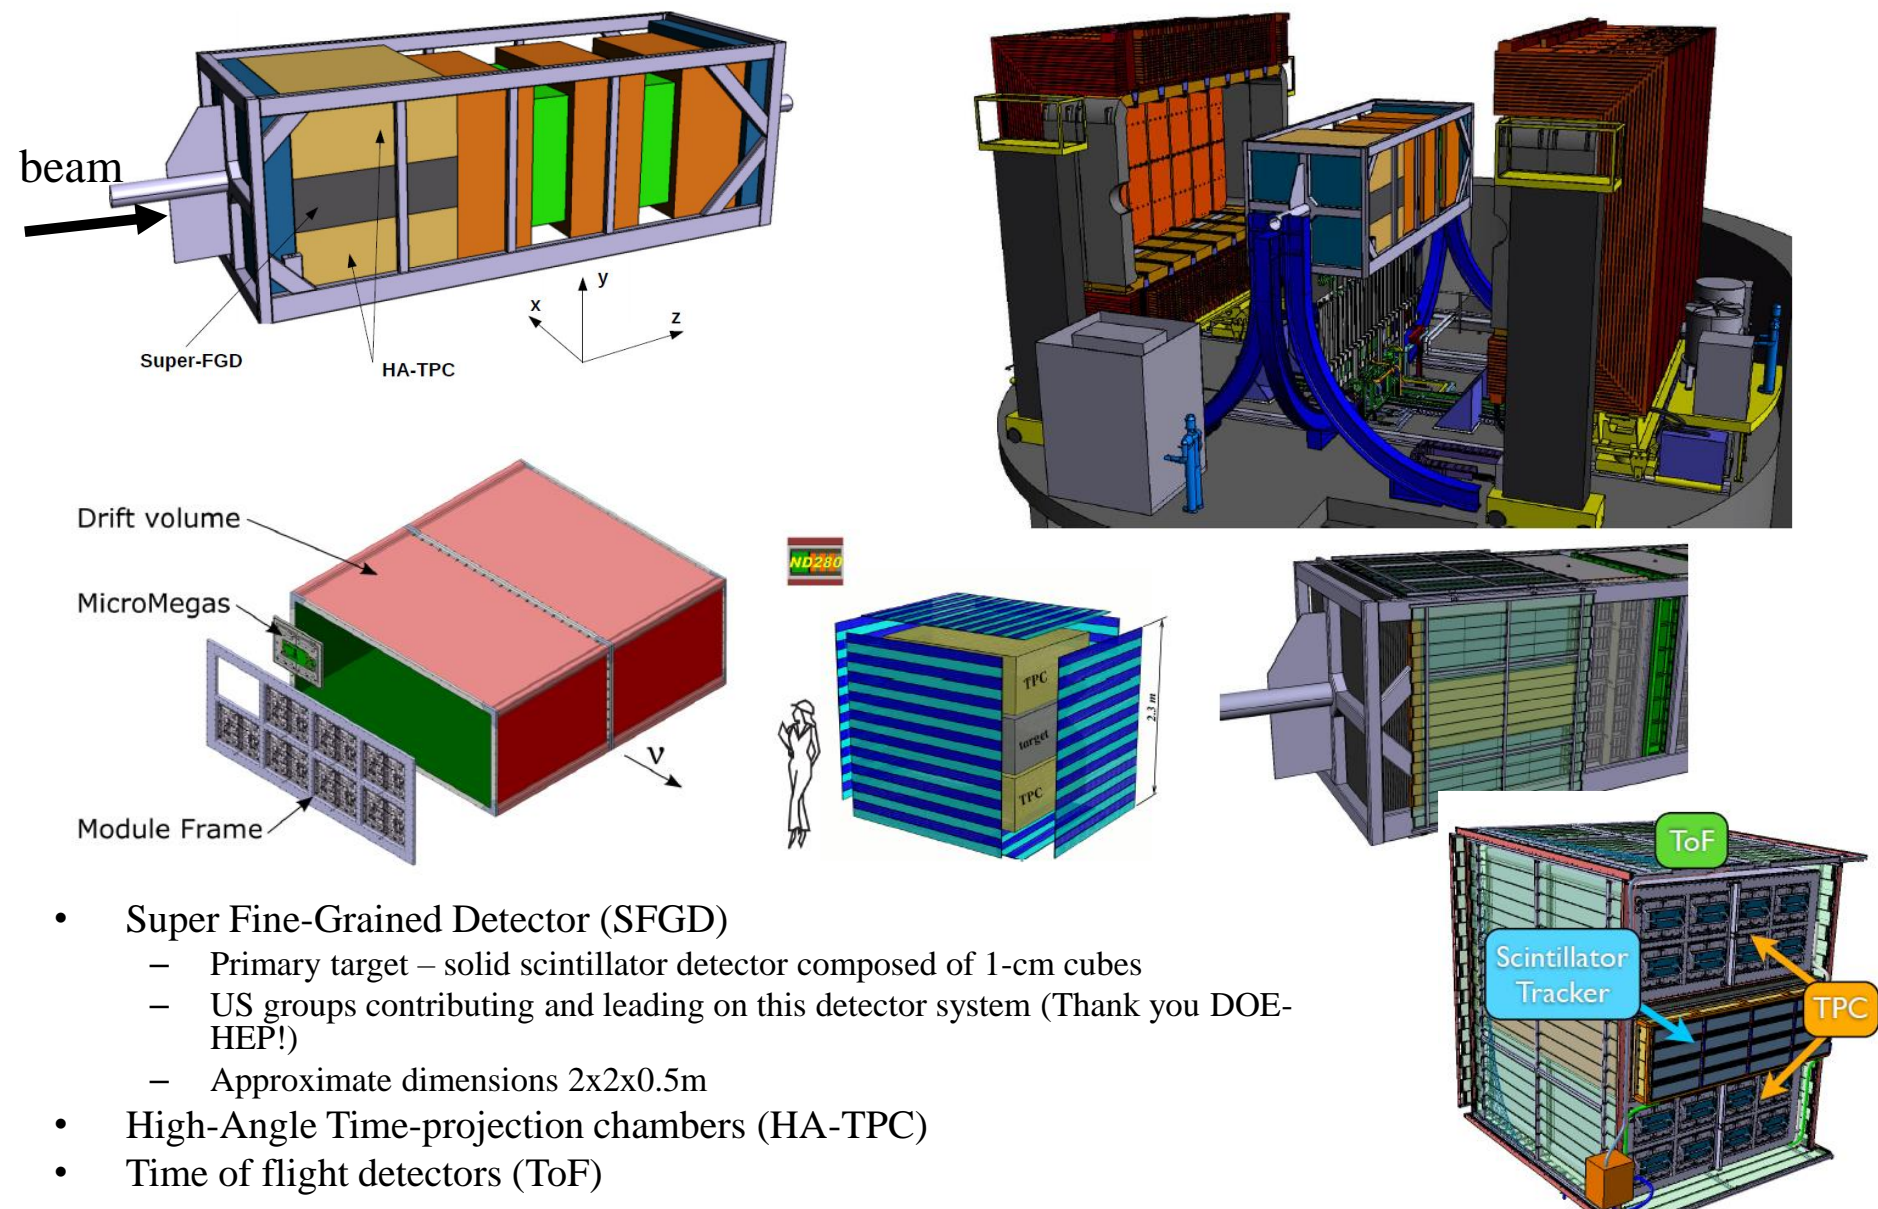 beam
y
x
z
Super-FGD
HA-TPC
Drift volume
MicroMegas
Module Frame
ν
ND280
TPC
target
TPC
2.3 m
ToF
Scintillator
Tracker
TPC
• Super Fine-Grained Detector (SFGD)
– Primary target – solid scintillator detector composed of 1-cm cubes
– US groups contributing and leading on this detector system (Thank you DOE-
HEP!)
– Approximate dimensions 2x2x0.5m
• High-Angle Time-projection chambers (HA-TPC)
• Time of flight detectors (ToF)